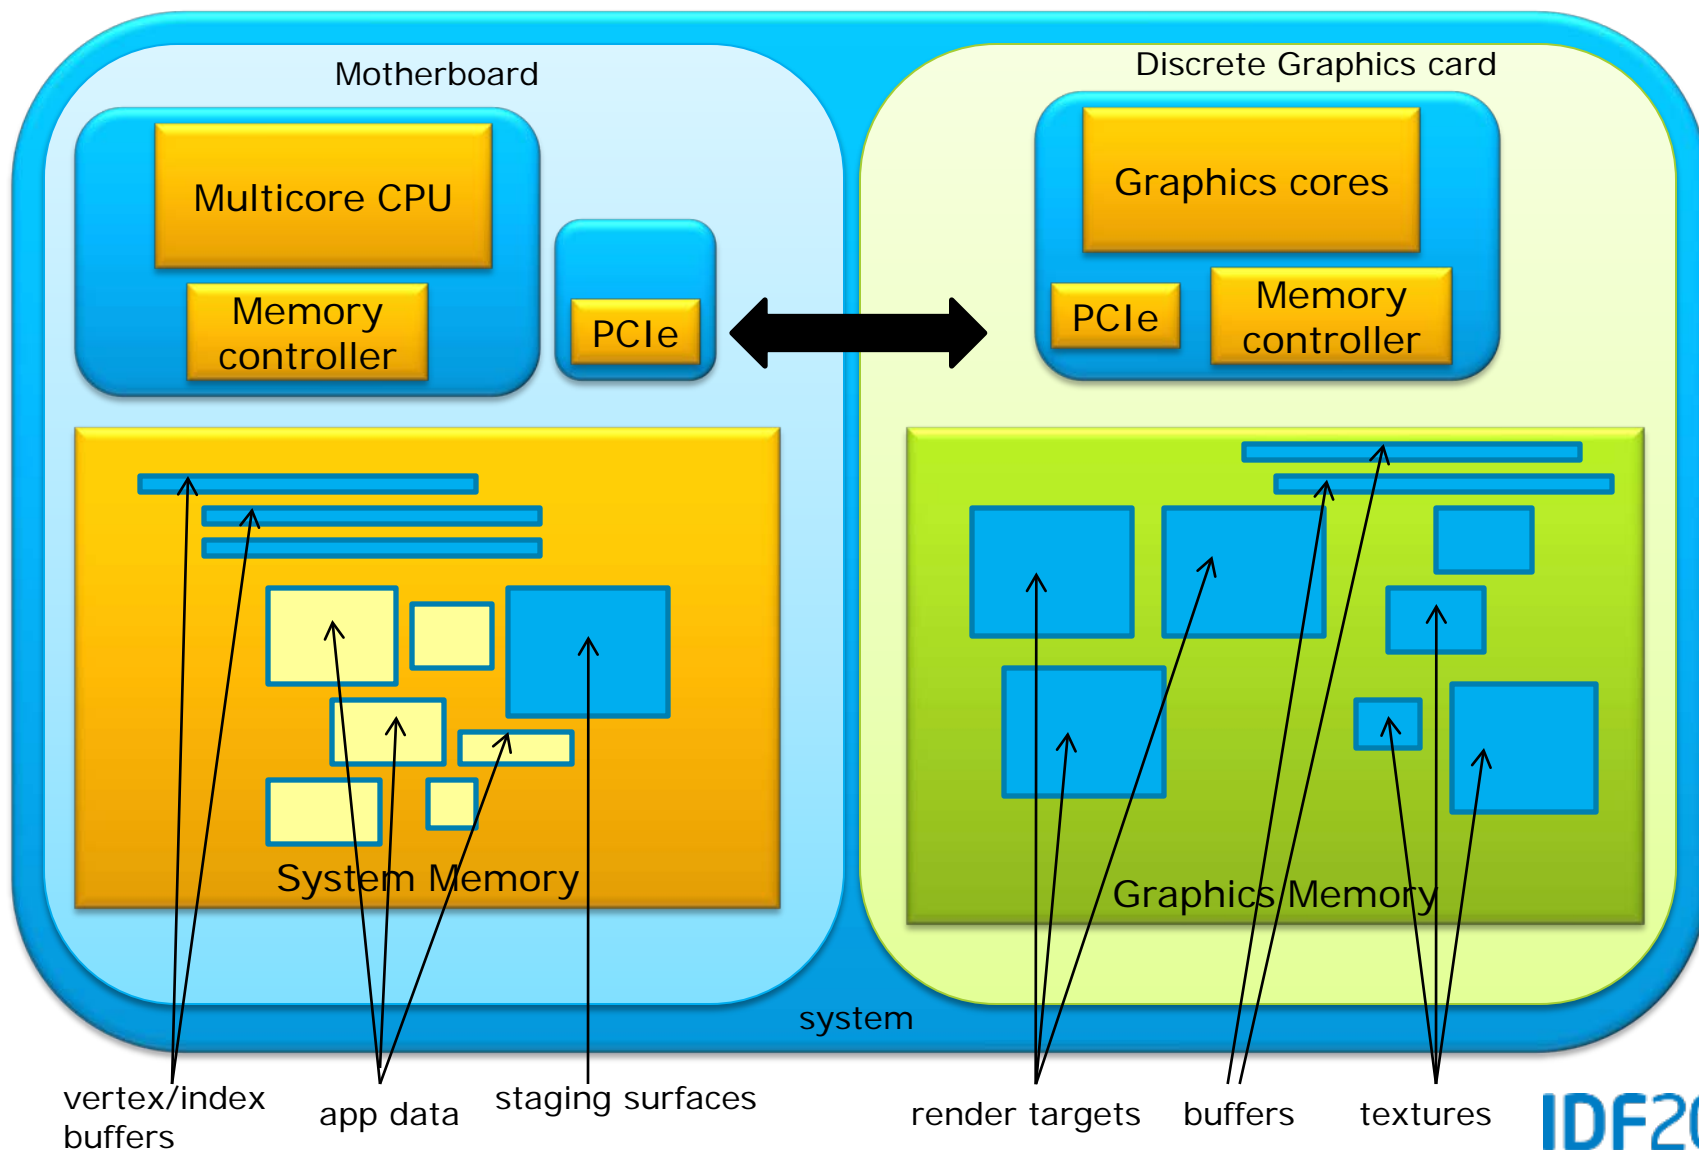 Motherboard
Discrete Graphics card
Multicore CPU
Graphics cores
Memory
controller
PCIe
PCIe
Memory
controller
System Memory
Graphics Memory
system
vertex/index
buffers
app data
staging surfaces
render targets
buffers
textures
IDF20